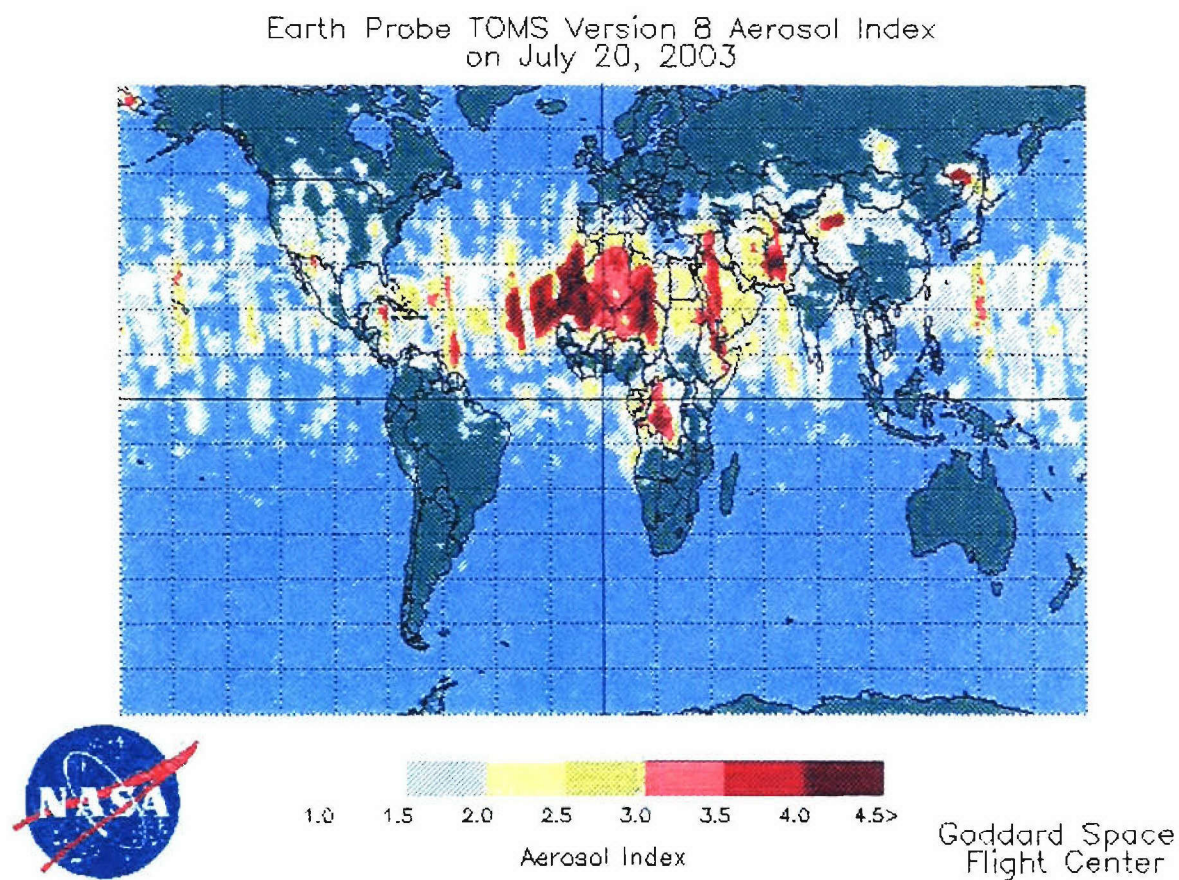 Earth Probe TOMS Version 8 Aerosol Index
on July 20, 2003
1.0 1.5 2.0 2.5 3.0 3.5 4.0 4.5>
Aerosol Index
NASA
Goddard Space
Flight Center